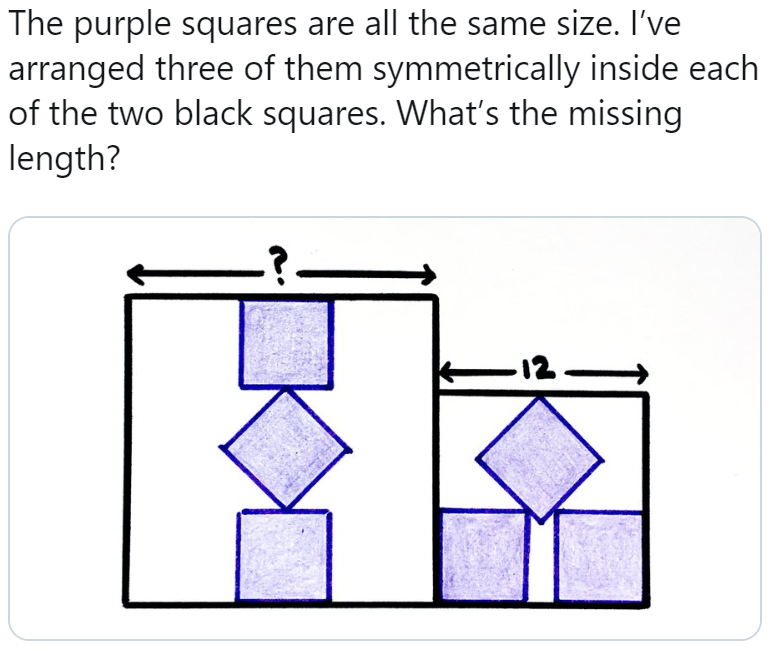 The purple squares are all the same size. I’ve
arranged three of them symmetrically inside each
of the two black squares. What’s the missing
length?
?
12